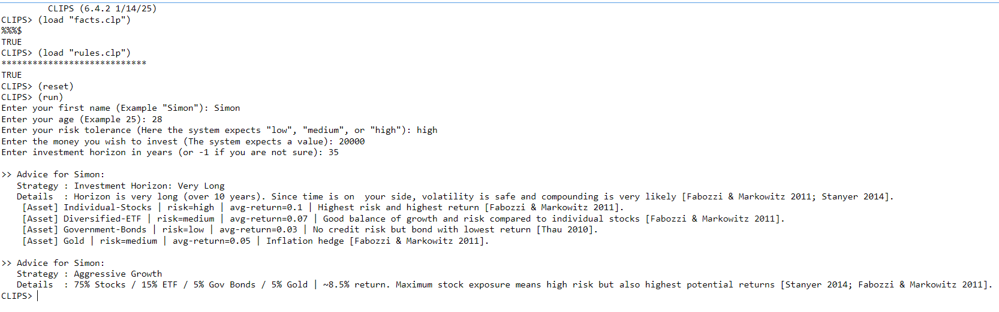 CLIPS (6.4.2 1/14/25)
CLIPS> (load "facts.clp")
%%%$
TRUE
CLIPS> (load "rules.clp")
****************************
TRUE
CLIPS> (reset)
CLIPS> (run)
Enter your first name (Example "Simon"): Simon
Enter your age (Example 25): 28
Enter your risk tolerance (Here the system expects "low", "medium", or "high"): high
Enter the money you wish to invest (The system expects a value): 20000
Enter investment horizon in years (or -1 if you are not sure): 35
>> Advice for Simon:
Strategy : Investment Horizon: Very Long
Details  : Horizon is very long (over 10 years). Since time is on  your side, volatility is safe and compounding is very likely [Fabozzi & Markowitz 2011; Stanyer 2014].
[Asset] Individual-Stocks | risk=high | avg-return=0.1 | Highest risk and highest return [Fabozzi & Markowitz 2011].
[Asset] Diversified-ETF | risk=medium | avg-return=0.07 | Good balance of growth and risk compared to individual stocks [Fabozzi & Markowitz 2011].
[Asset] Government-Bonds | risk=low | avg-return=0.03 | No credit risk but bond with lowest return [Thau 2010].
[Asset] Gold | risk=medium | avg-return=0.05 | Inflation hedge [Fabozzi & Markowitz 2011].
>> Advice for Simon:
Strategy : Aggressive Growth
Details  : 75% Stocks / 15% ETF / 5% Gov Bonds / 5% Gold | ~8.5% return. Maximum stock exposure means high risk but also highest potential returns [Stanyer 2014; Fabozzi & Markowitz 2011].
CLIPS>